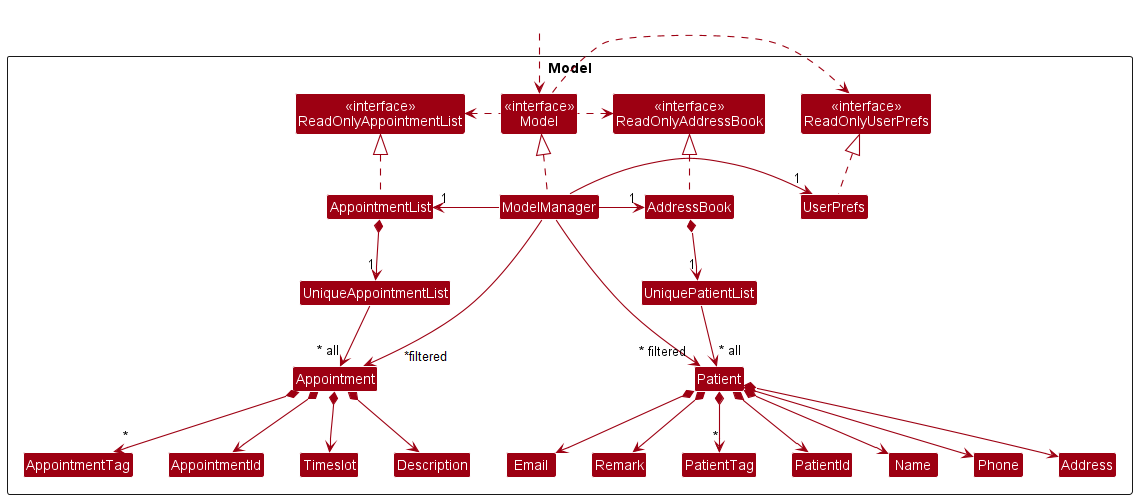 Model
«interface»
ReadOnlyAppointmentList
«interface»
Model
«interface»
ReadOnlyAddressBook
«interface»
ReadOnlyUserPrefs
1
AppointmentList
1
ModelManager
1
AddressBook
UserPrefs
1
1
UniqueAppointmentList
UniquePatientList
* all
*filtered
* filtered
* all
Appointment
Patient
*
*
AppointmentTag
AppointmentId
Timeslot
Description
Email
Remark
PatientTag
PatientId
Name
Phone
Address